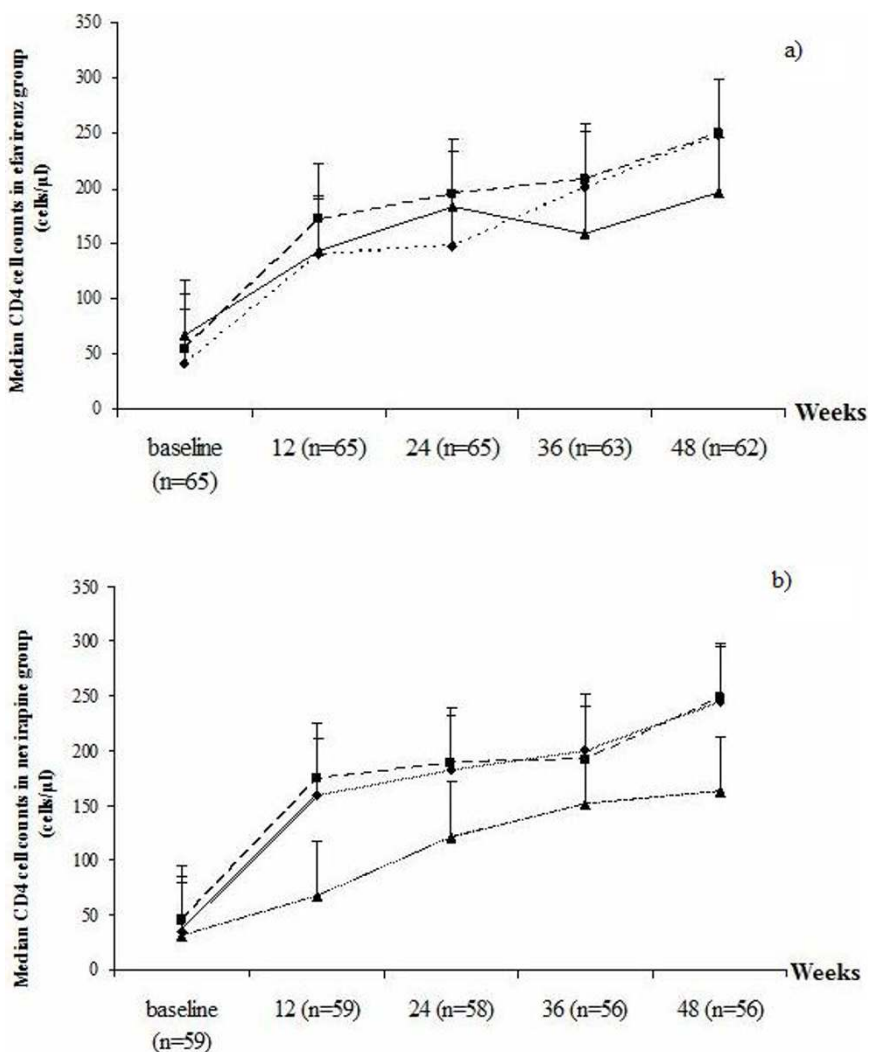 a)
Median CD4 cell counts in efavirenz group
(cells/µl)
350
300
250
200
150
100
50
0
Weeks
baseline
(n=65)
12 (n=65)
24 (n=65)
36 (n=63)
48 (n=62)
b)
Median CD4 cell counts in nevirapine group
(cells/µl)
350
300
250
200
150
100
50
0
Weeks
baseline
(n=59)
12 (n=59)
24 (n=58)
36 (n=56)
48 (n=56)